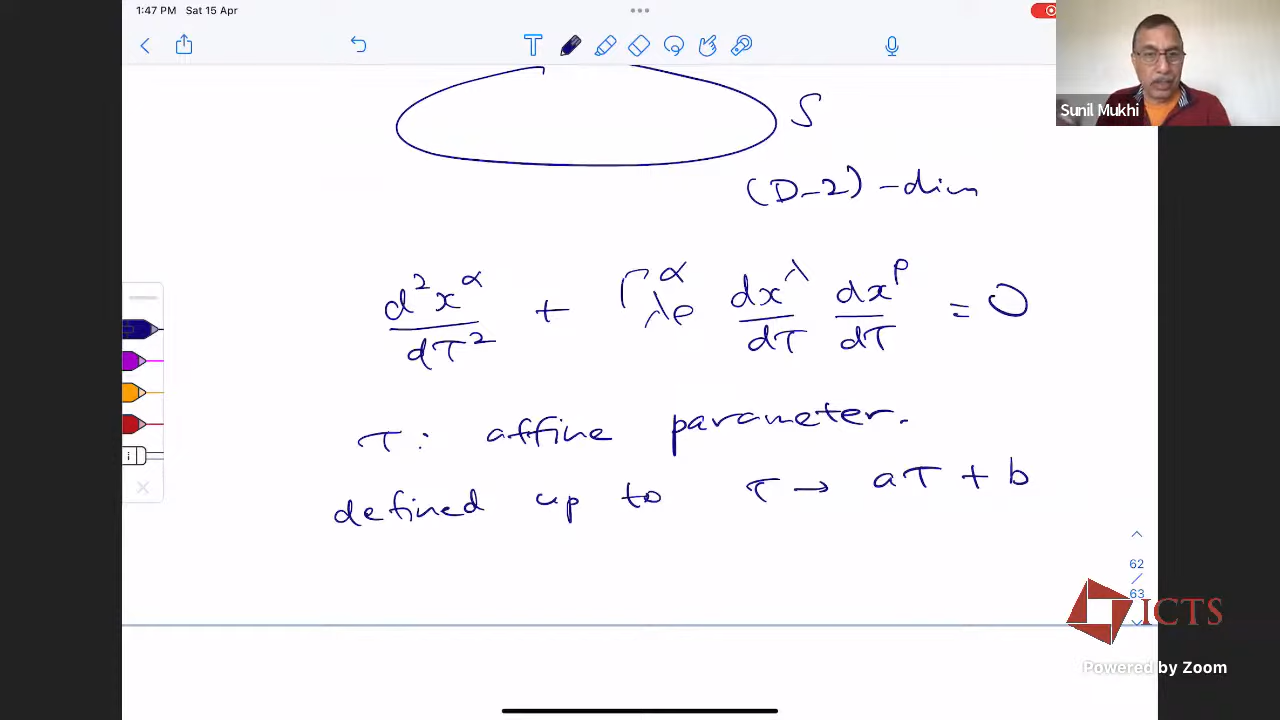 1:47 PM Sat 15 Apr
T
Sunil Mukhi
S
(D-2)-dim
d²x^α/dτ² + Γ^α_λρ dx^λ/dτ dx^ρ/dτ = 0
τ: affine parameter.
defined up to τ → aτ + b
62
/
63
ICTS
Powered by Zoom